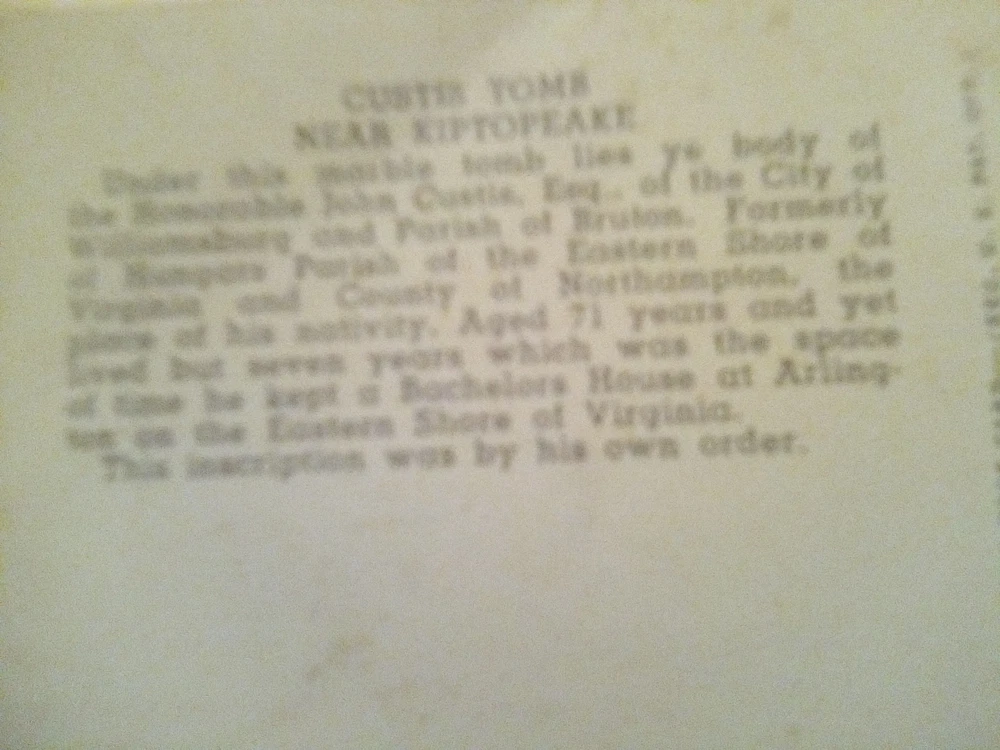 CUSTIS TOMB
NEAR KIPTOPEAKE
Under this marble tomb lies ye body of
the Honorable John Custis, Esq., of the City of
Williamsburg and Parish of Bruton. Formerly
of Hungars Parish of the Eastern Shore of
Virginia and County of Northampton, the
place of his nativity. Aged 71 years and yet
lived but seven years which was the space
of time he kept a Bachelors House at Arling-
ton on the Eastern Shore of Virginia.
This inscription was by his own order.